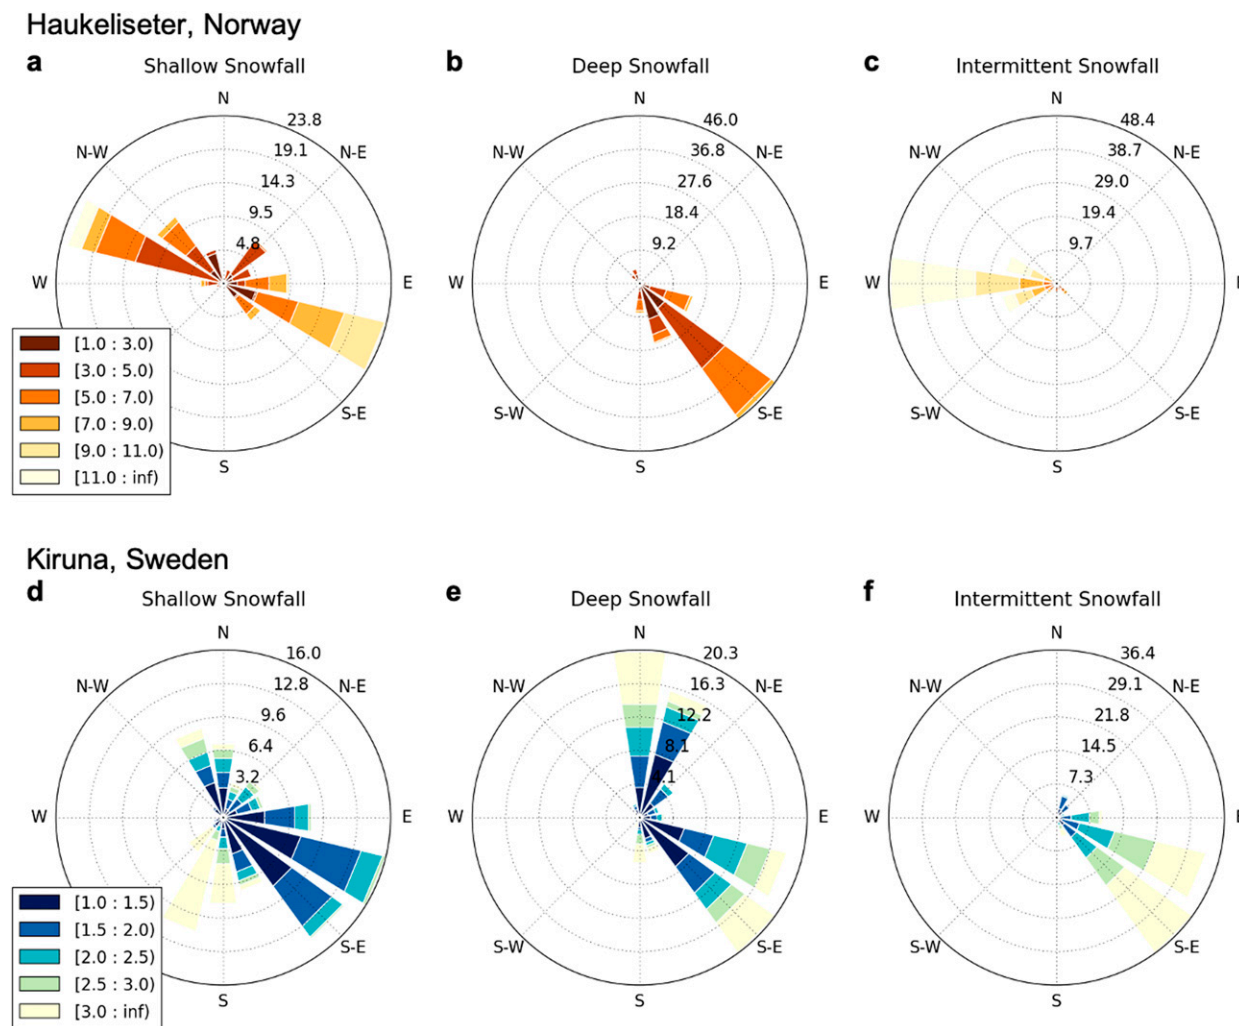 Haukeliseter, Norway
a
Shallow Snowfall
N
N-W
N-E
W
E
S-E
S
23.8
19.1
14.3
9.5
4.8
[1.0 : 3.0)
[3.0 : 5.0)
[5.0 : 7.0)
[7.0 : 9.0)
[9.0 : 11.0)
[11.0 : inf)
b
Deep Snowfall
N
N-W
N-E
W
E
S-W
S-E
S
46.0
36.8
27.6
18.4
9.2
c
Intermittent Snowfall
N
N-W
N-E
W
E
S-W
S-E
S
48.4
38.7
29.0
19.4
9.7
Kiruna, Sweden
d
Shallow Snowfall
N
N-W
N-E
W
E
S-E
S
16.0
12.8
9.6
6.4
3.2
[1.0 : 1.5)
[1.5 : 2.0)
[2.0 : 2.5)
[2.5 : 3.0)
[3.0 : inf)
e
Deep Snowfall
N
N-W
N-E
W
E
S-W
S-E
S
20.3
16.3
12.2
8.1
4.1
f
Intermittent Snowfall
N
N-W
N-E
W
E
S-W
S-E
S
36.4
29.1
21.8
14.5
7.3